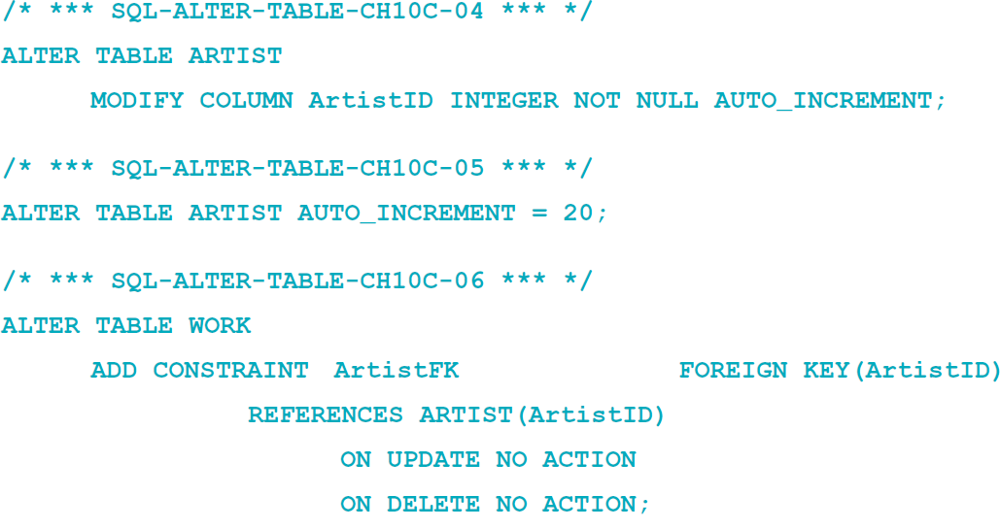 /* *** SQL-ALTER-TABLE-CH10C-04 *** */
ALTER TABLE ARTIST
MODIFY COLUMN ArtistID INTEGER NOT NULL AUTO_INCREMENT;
/* *** SQL-ALTER-TABLE-CH10C-05 *** */
ALTER TABLE ARTIST AUTO_INCREMENT = 20;
/* *** SQL-ALTER-TABLE-CH10C-06 *** */
ALTER TABLE WORK
ADD CONSTRAINT ArtistFK FOREIGN KEY(ArtistID)
REFERENCES ARTIST(ArtistID)
ON UPDATE NO ACTION
ON DELETE NO ACTION;